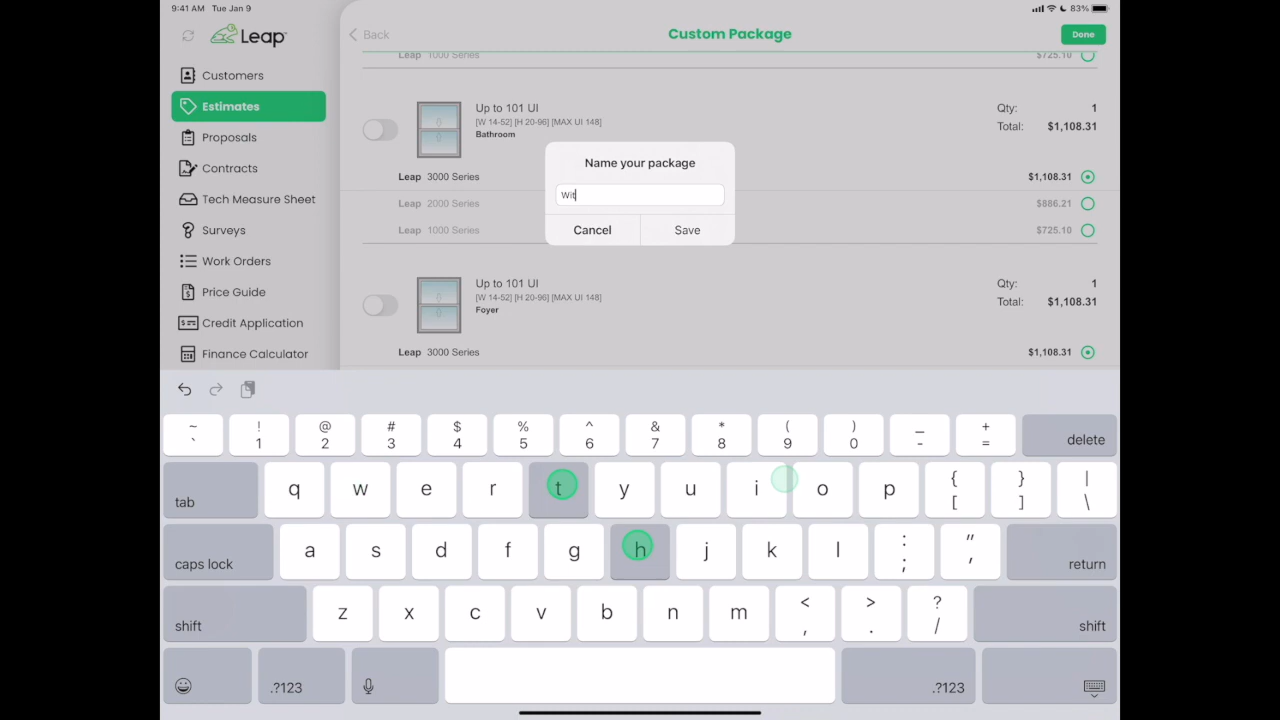 9:41 AM Tue Jan 9
83%
Leap
Back
Custom Package
Done
Customers
Estimates
Proposals
Contracts
Tech Measure Sheet
Surveys
Work Orders
Price Guide
Credit Application
Finance Calculator
Leap 1000 Series $725.10
Up to 101 UI
[W 14-52] [H 20-96] [MAX UI 148]
Bathroom
Qty: 1
Total: $1,108.31
Leap 3000 Series $1,108.31
Leap 2000 Series $886.21
Leap 1000 Series $725.10
Name your package
Wit
Cancel Save
Up to 101 UI
[W 14-52] [H 20-96] [MAX UI 148]
Foyer
Qty: 1
Total: $1,108.31
Leap 3000 Series $1,108.31
~ ! @ # $ % ^ & * ( ) _ +
` 1 2 3 4 5 6 7 8 9 0 - = delete
tab q w e r t y u i o p { [ } ] | \
caps lock a s d f g h j k l : ; " ' return
shift z x c v b n m < , > . ? / shift
.?123 .?123